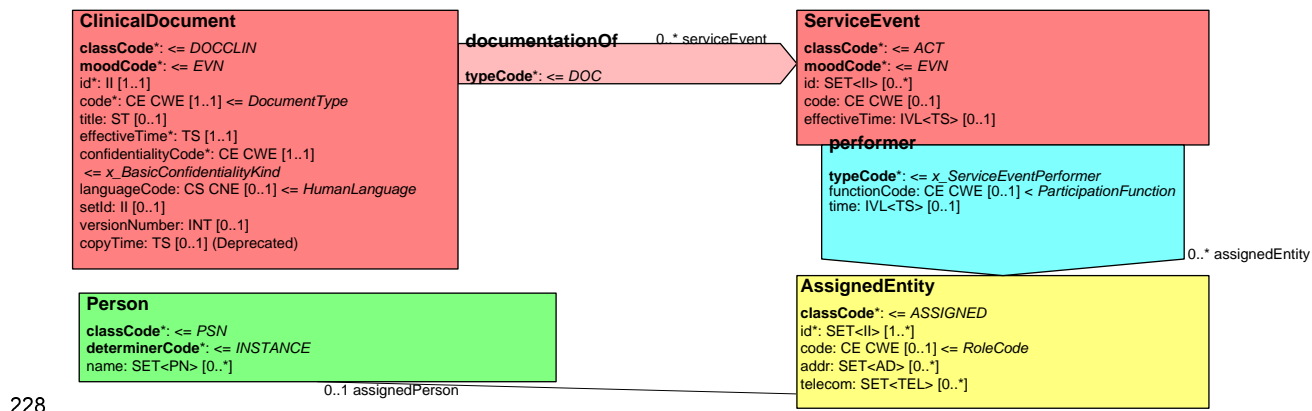 ClinicalDocument
classCode*: <= DOCCLIN
moodCode*: <= EVN
id*: II [1..1]
code*: CE CWE [1..1] <= DocumentType
title: ST [0..1]
effectiveTime*: TS [1..1]
confidentialityCode*: CE CWE [1..1]
<= x_BasicConfidentialityKind
languageCode: CS CNE [0..1] <= HumanLanguage
setId: II [0..1]
versionNumber: INT [0..1]
copyTime: TS [0..1] (Deprecated)
documentationOf
0..* serviceEvent
typeCode*: <= DOC
ServiceEvent
classCode*: <= ACT
moodCode*: <= EVN
id: SET<II> [0..*]
code: CE CWE [0..1]
effectiveTime: IVL<TS> [0..1]
performer
typeCode*: <= x_ServiceEventPerformer
functionCode: CE CWE [0..1] < ParticipationFunction
time: IVL<TS> [0..1]
0..* assignedEntity
AssignedEntity
classCode*: <= ASSIGNED
id*: SET<II> [1..*]
code: CE CWE [0..1] <= RoleCode
addr: SET<AD> [0..*]
telecom: SET<TEL> [0..*]
Person
classCode*: <= PSN
determinerCode*: <= INSTANCE
name: SET<PN> [0..*]
0..1 assignedPerson
228